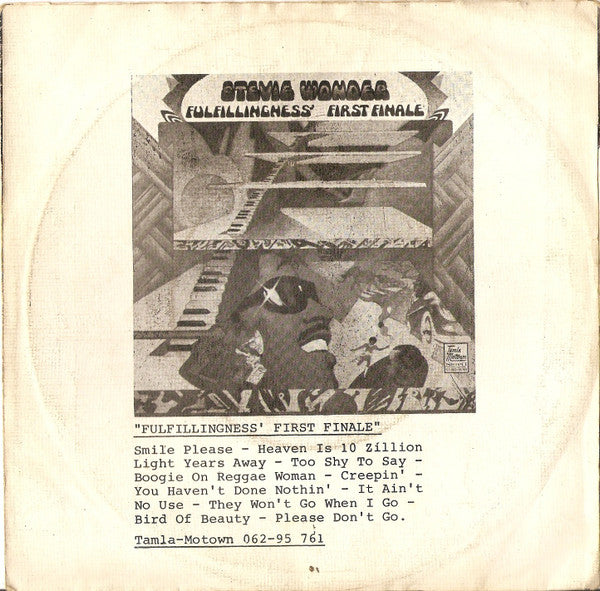 STEVIE WONDER
FULFILLINGNESS' FIRST FINALE
Tamla
Motown
"FULFILLINGNESS' FIRST FINALE"
Smile Please - Heaven Is 10 Zillion
Light Years Away - Too Shy To Say -
Boogie On Reggae Woman - Creepin' -
You Haven't Done Nothin' - It Ain't
No Use - They Won't Go When I Go -
Bird Of Beauty - Please Don't Go.
Tamla-Motown 062-95 761